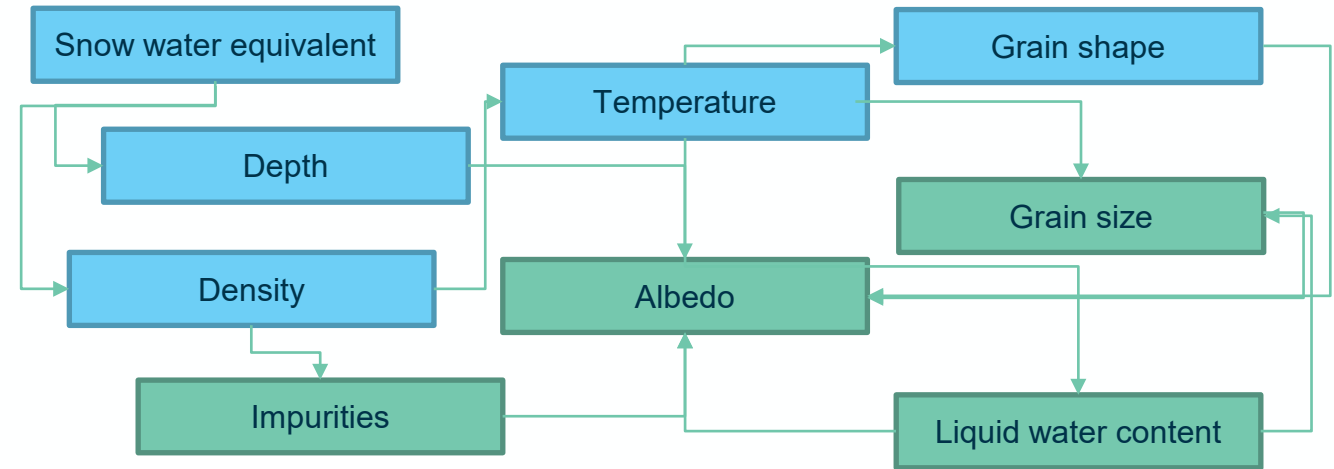 Snow water equivalent
Grain shape
Temperature
Depth
Grain size
Density
Albedo
Impurities
Liquid water content